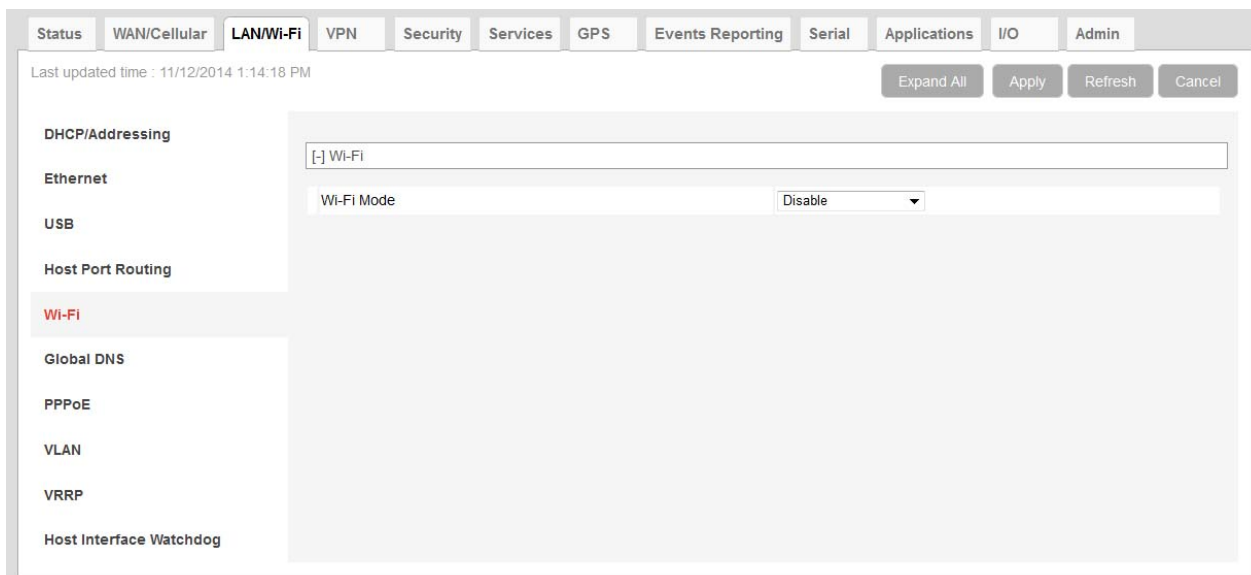 Status WAN/Cellular LAN/Wi-Fi VPN Security Services GPS Events Reporting Serial Applications I/O Admin
Last updated time : 11/12/2014 1:14:18 PM
Expand All Apply Refresh Cancel
DHCP/Addressing
[-] Wi-Fi
Ethernet
Wi-Fi Mode Disable
USB
Host Port Routing
Wi-Fi
Global DNS
PPPoE
VLAN
VRRP
Host Interface Watchdog